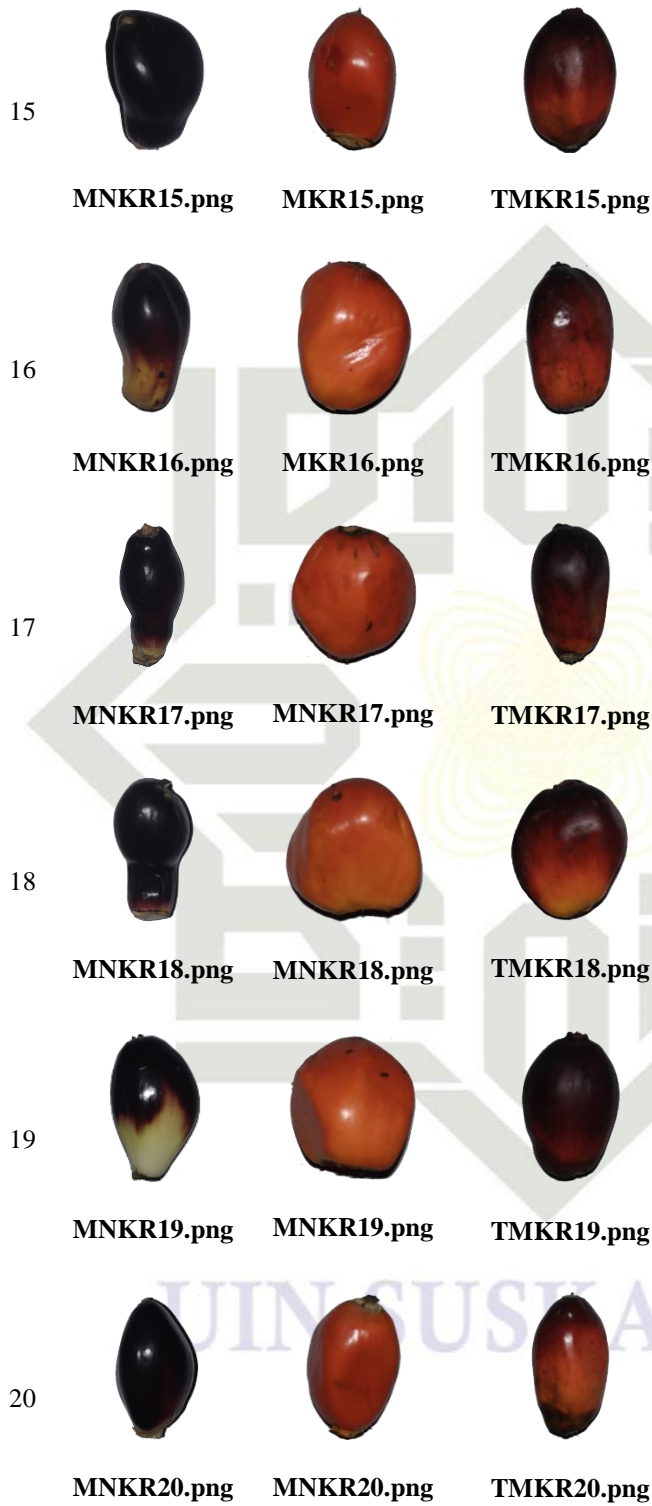 15
MNKR15.png MKR15.png TMKR15.png
16
MNKR16.png MKR16.png TMKR16.png
17
MNKR17.png MNKR17.png TMKR17.png
18
MNKR18.png MNKR18.png TMKR18.png
19
MNKR19.png MNKR19.png TMKR19.png
UIN SUSKA
20
MNKR20.png MNKR20.png TMKR20.png